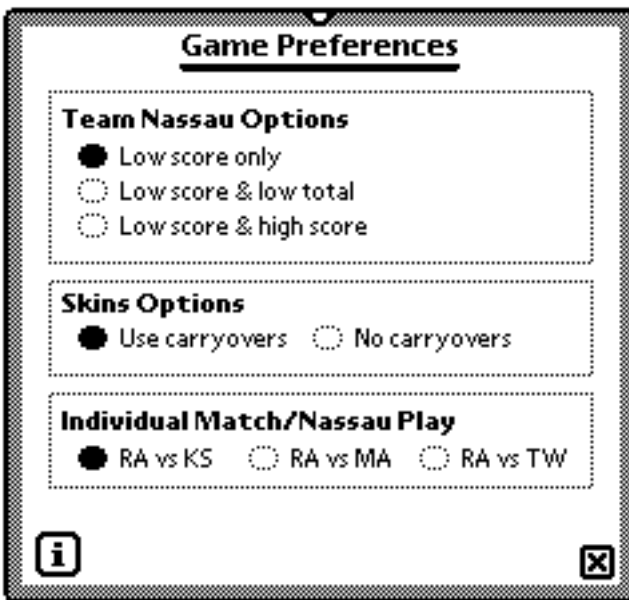 Game Preferences
Team Nassau Options
Low score only
Low score & low total
Low score & high score
Skins Options
Use carryovers No carryovers
Individual Match/Nassau Play
RA vs KS RA vs MA RA vs TW
i